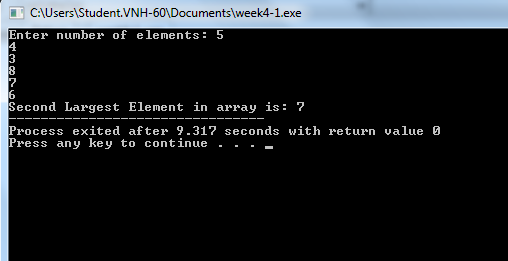 C:\Users\Student.VNH-60\Documents\week4-1.exe
Enter number of elements: 5
4
3
8
7
6
Second Largest Element in array is: 7
--------------------------------
Process exited after 9.317 seconds with return value 0
Press any key to continue . . . _